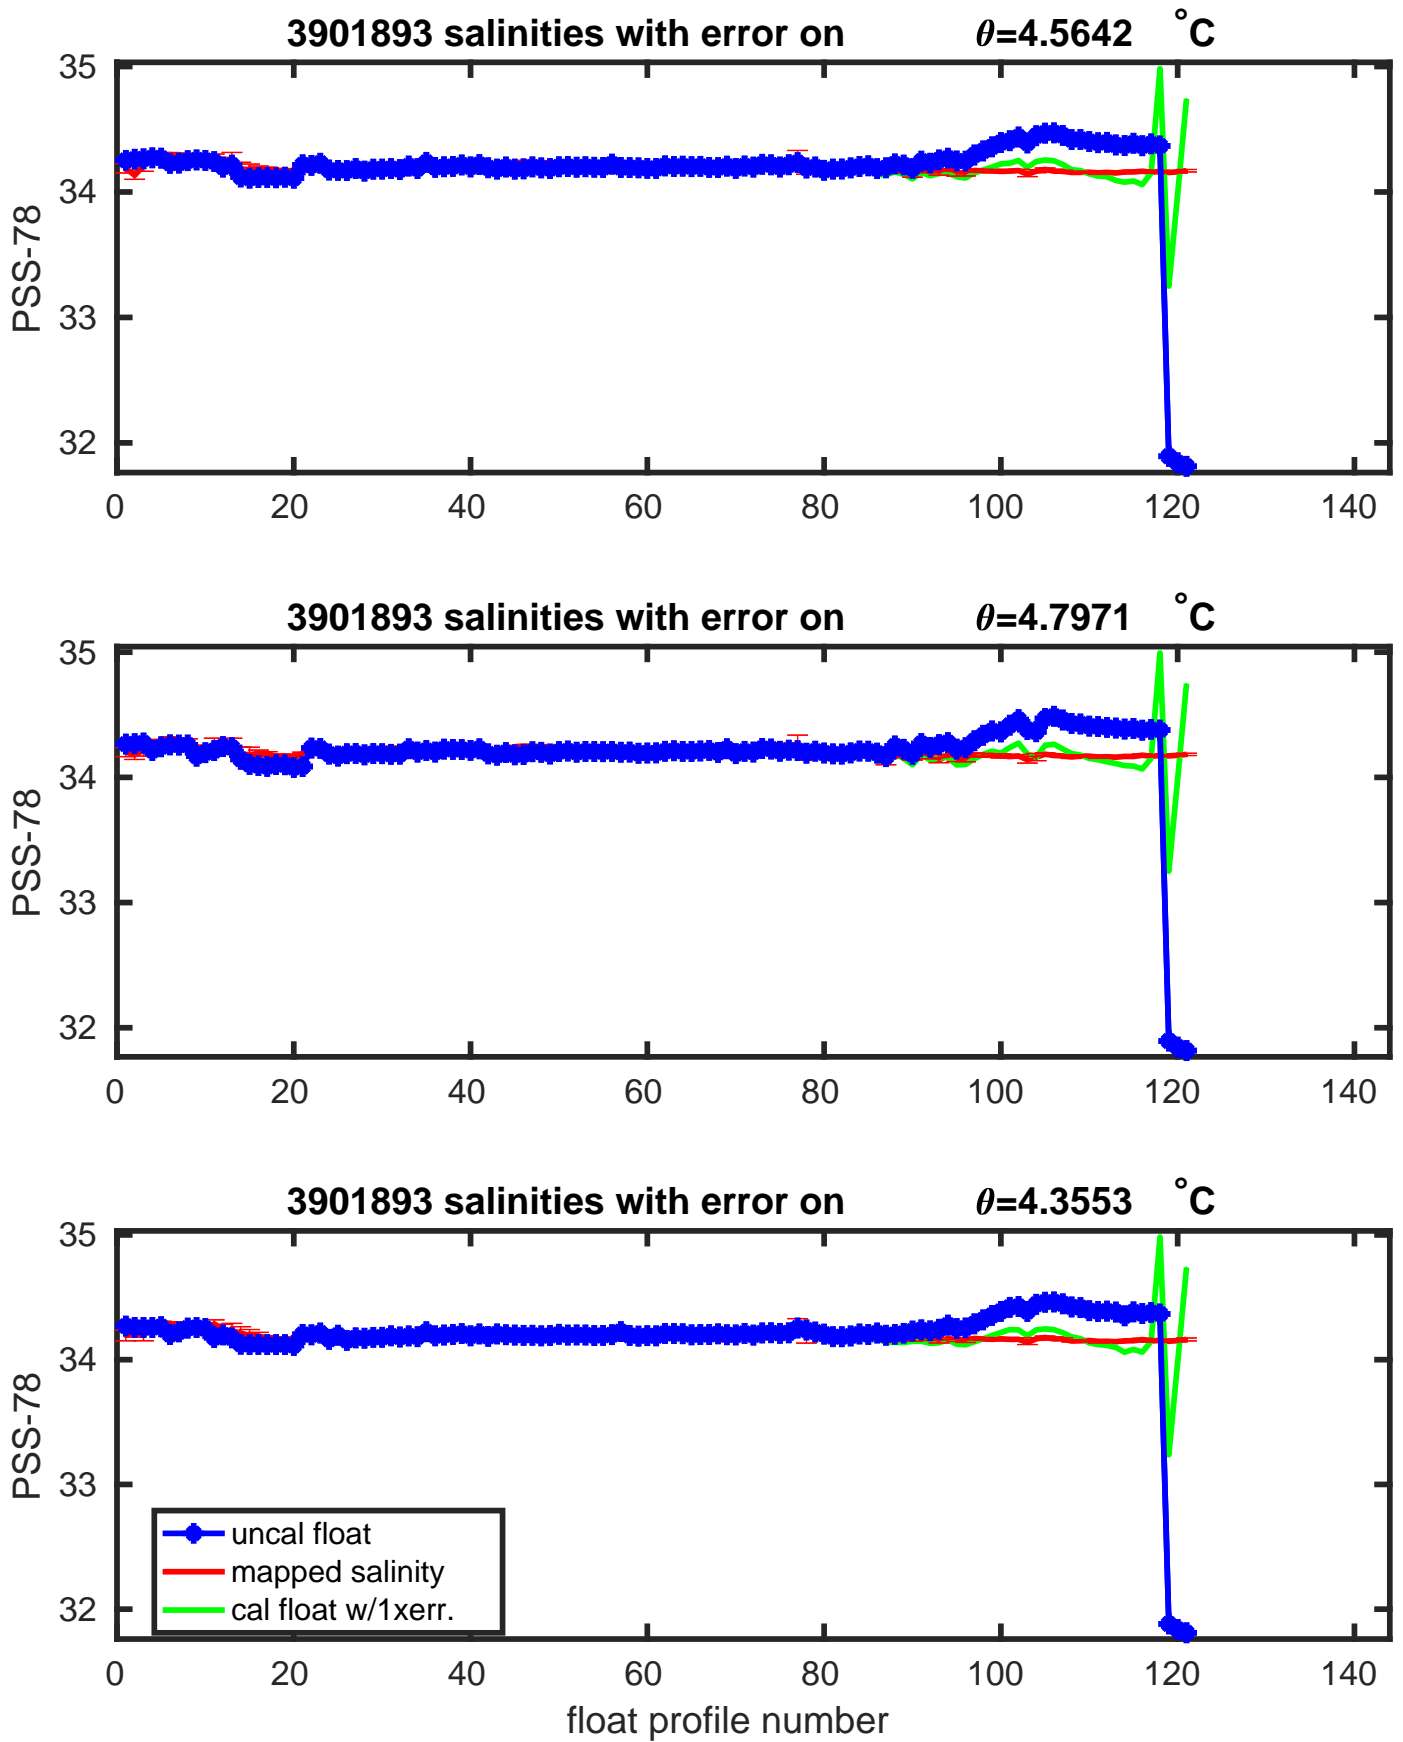 3901893 salinities with error on θ=4.5642 °C
35
34
33
32
PSS-78
0 20 40 60 80 100 120 140
3901893 salinities with error on θ=4.7971 °C
35
34
33
32
PSS-78
0 20 40 60 80 100 120 140
3901893 salinities with error on θ=4.3553 °C
35
34
33
32
PSS-78
uncal float
mapped salinity
cal float w/1xerr.
0 20 40 60 80 100 120 140
float profile number